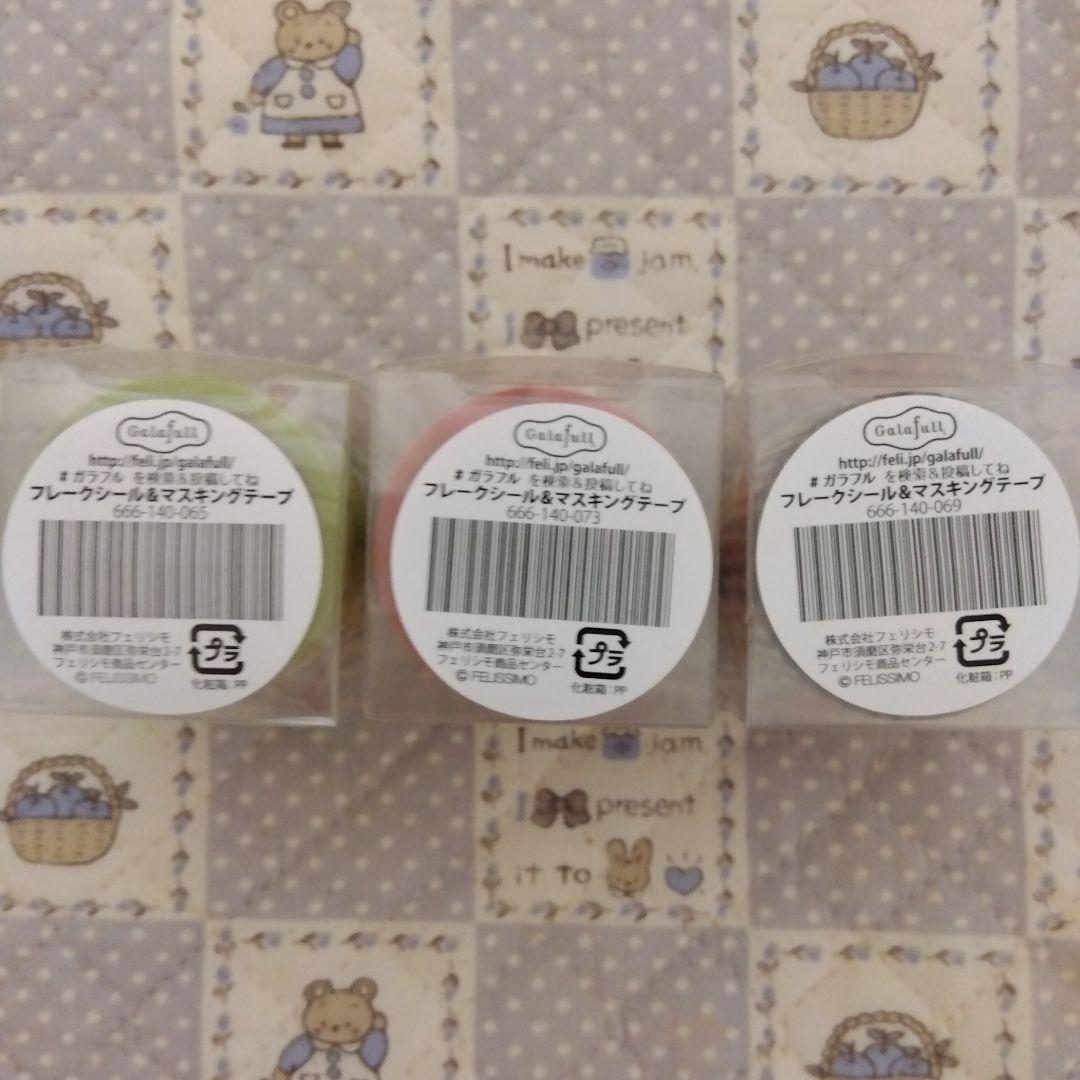 I make jam
I present
Galafull
http://feli.jp/galafull/
# ガラフル を検索&投稿してね
フレークシール&マスキングテープ
666-140-065
株式会社フェリシモ
神戸市須磨区弥栄台2-7
フェリシモ商品センター
© FELISSIMO
プラ
化粧箱:PP
Galafull
http://feli.jp/galafull/
# ガラフル を検索&投稿してね
フレークシール&マスキングテープ
666-140-073
株式会社フェリシモ
神戸市須磨区弥栄台2-7
フェリシモ商品センター
© FELISSIMO
プラ
化粧箱:PP
Galafull
http://feli.jp/galafull/
# ガラフル を検索&投稿してね
フレークシール&マスキングテープ
666-140-069
株式会社フェリシモ
神戸市須磨区弥栄台2-7
フェリシモ商品センター
© FELISSIMO
プラ
化粧箱:PP
I make jam
I present
it to